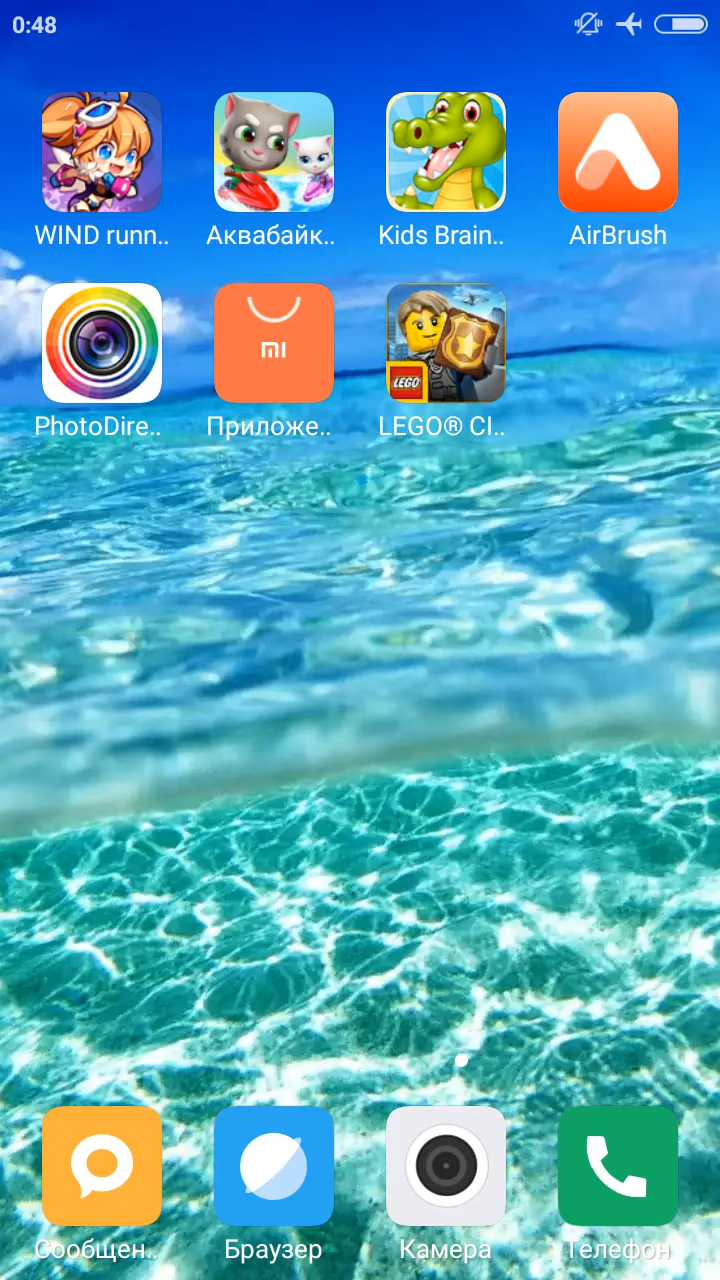 0:48
WIND runn..
Аквабайк..
Kids Brain..
AirBrush
PhotoDire..
MI
Приложе..
LEGO
LEGO® CI..
Сообщен..
Браузер
Камера
Телефон